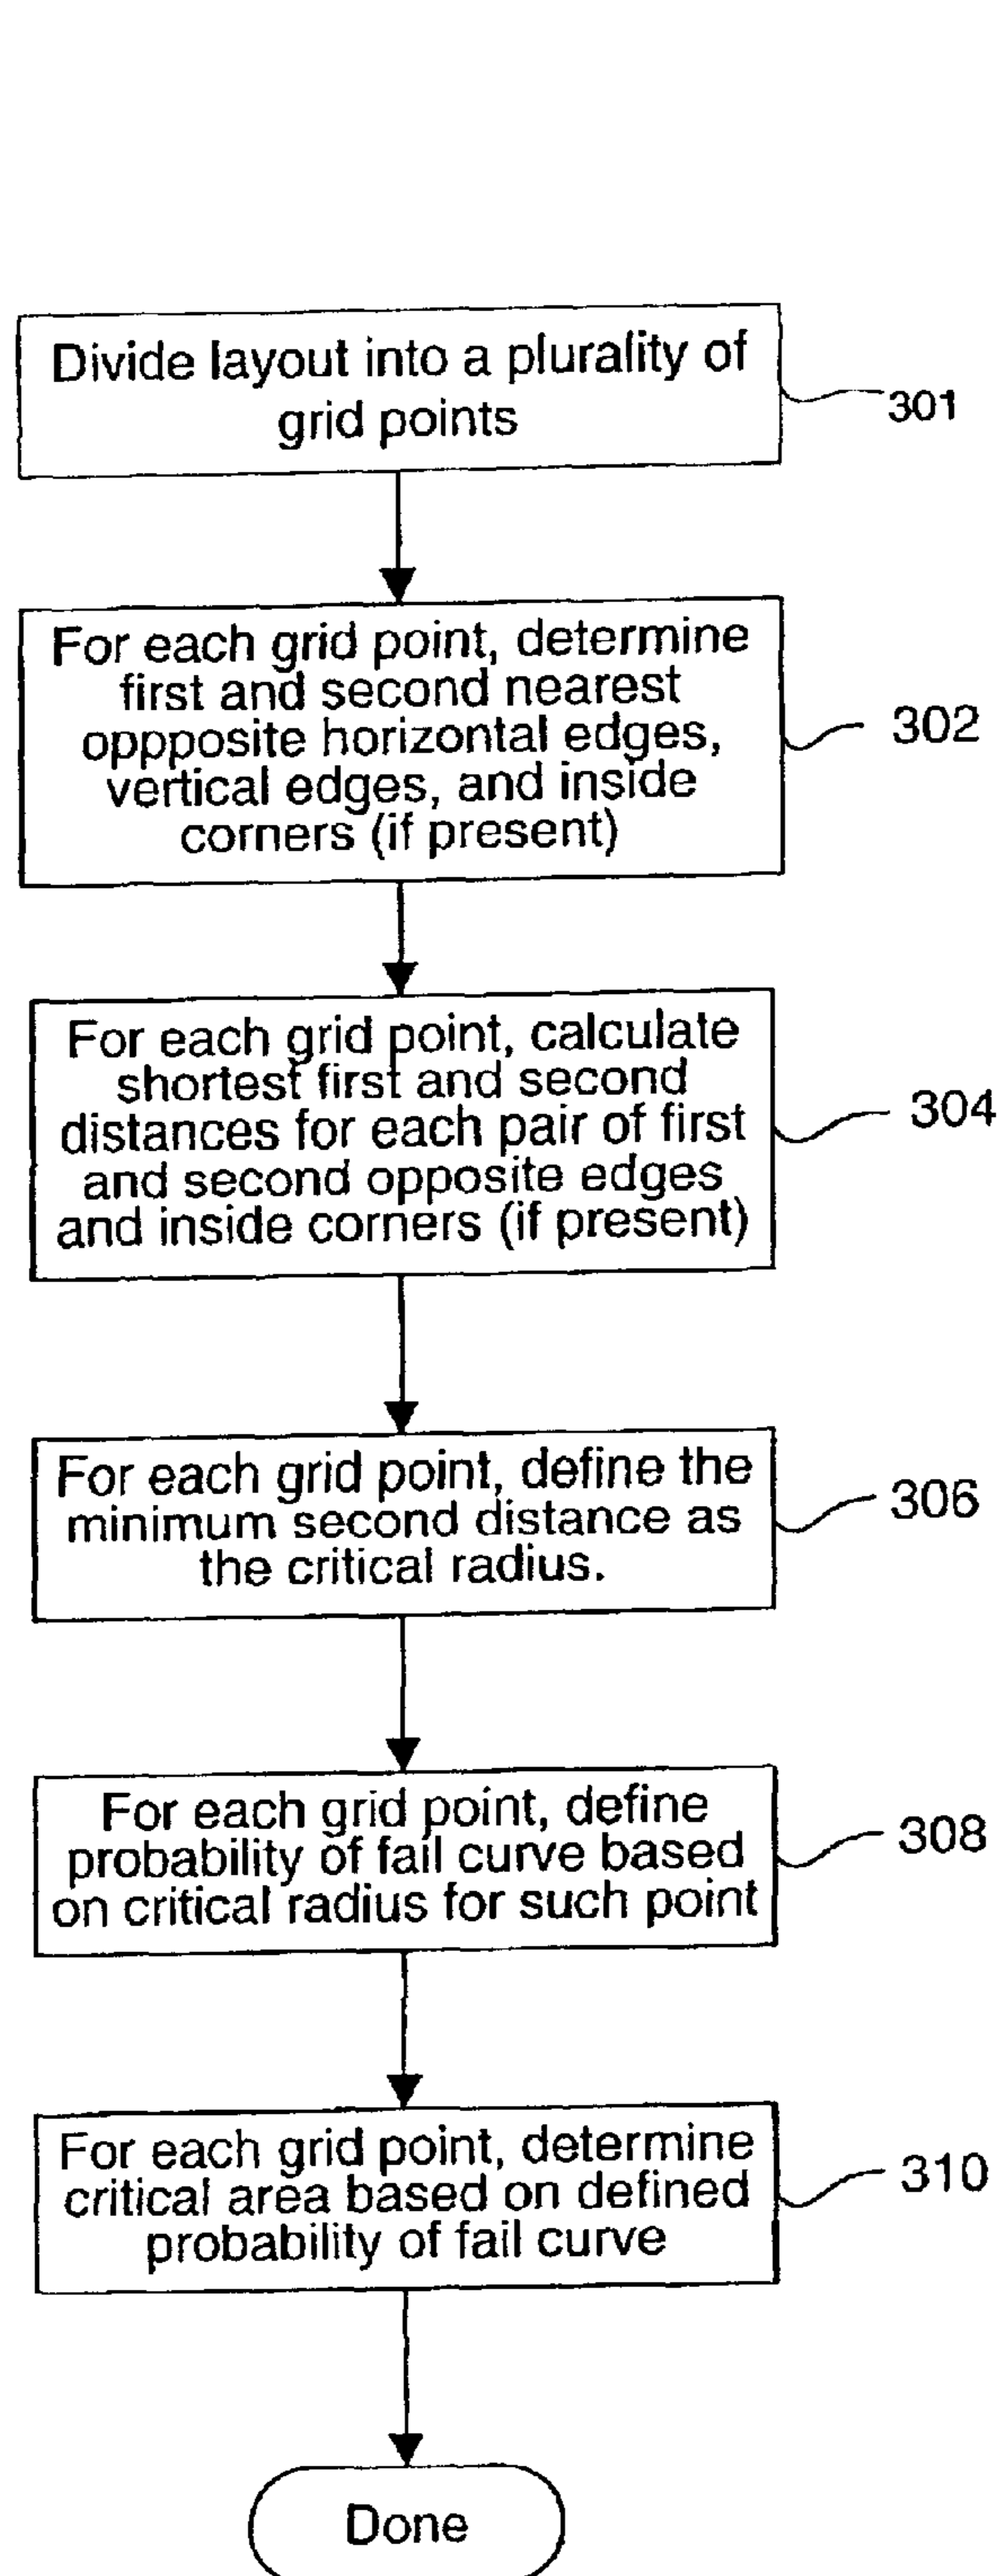 Divide layout into a plurality of
grid points
301
For each grid point, determine
first and second nearest
oppposite horizontal edges,
vertical edges, and inside
corners (if present)
302
For each grid point, calculate
shortest first and second
distances for each pair of first
and second opposite edges
and inside corners (if present)
304
For each grid point, define the
minimum second distance as
the critical radius.
306
For each grid point, define
probability of fail curve based
on critical radius for such point
308
For each grid point, determine
critical area based on defined
probability of fail curve
310
Done